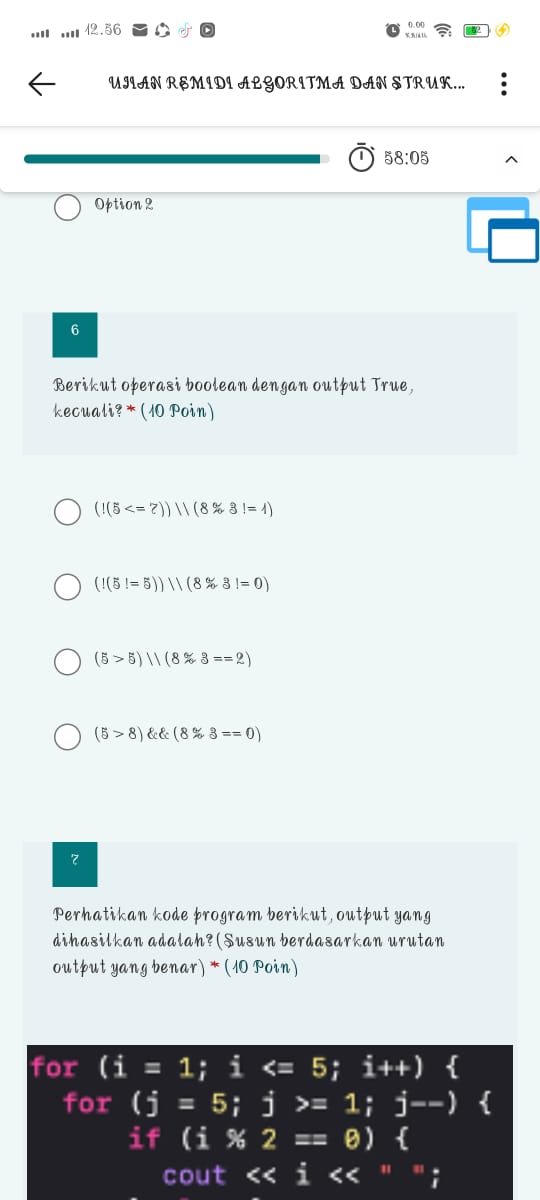 12.56
0.00
KB/dtk
52
UJIAN REMIDI ALGORITMA DAN STRUK...
58:05
Option 2
6
Berikut operasi boolean dengan output True,
kecuali? * (10 Poin)
(!(5 <= 7)) \\ (8 % 3 != 1)
(!(5 != 5)) \\ (8 % 3 != 0)
(5 > 5) \\ (8 % 3 == 2)
(5 > 8) && (8 % 3 == 0)
7
Perhatikan kode program berikut, output yang
dihasilkan adalah? (Susun berdasarkan urutan
output yang benar) * (10 Poin)
for (i = 1; i <= 5; i++) {
for (j = 5; j >= 1; j--) {
if (i % 2 == 0) {
cout << i << " ";